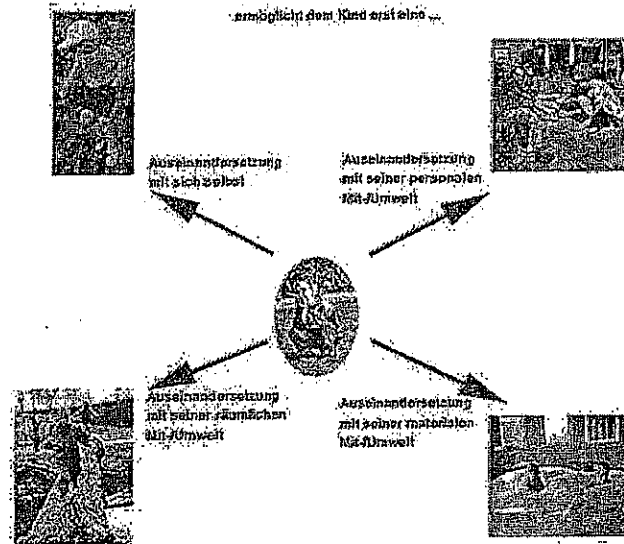 ermöglicht dem Kind erst eine ...
Auseinandersetzung
mit sich selbst
Auseinandersetzung
mit seiner personalen
Mit-/Umwelt
Auseinandersetzung
mit seiner räumlichen
Mit-/Umwelt
Auseinandersetzung
mit seiner materialen
Mit-/Umwelt